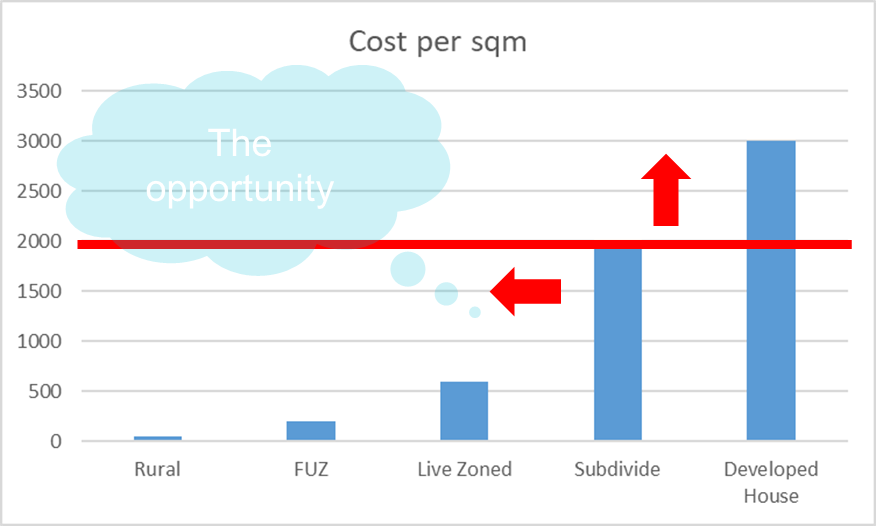 Cost per sqm
3500
3000
2500
2000
1500
1000
500
0
The
opportunity
Rural
FUZ
Live Zoned
Subdivide
Developed
House